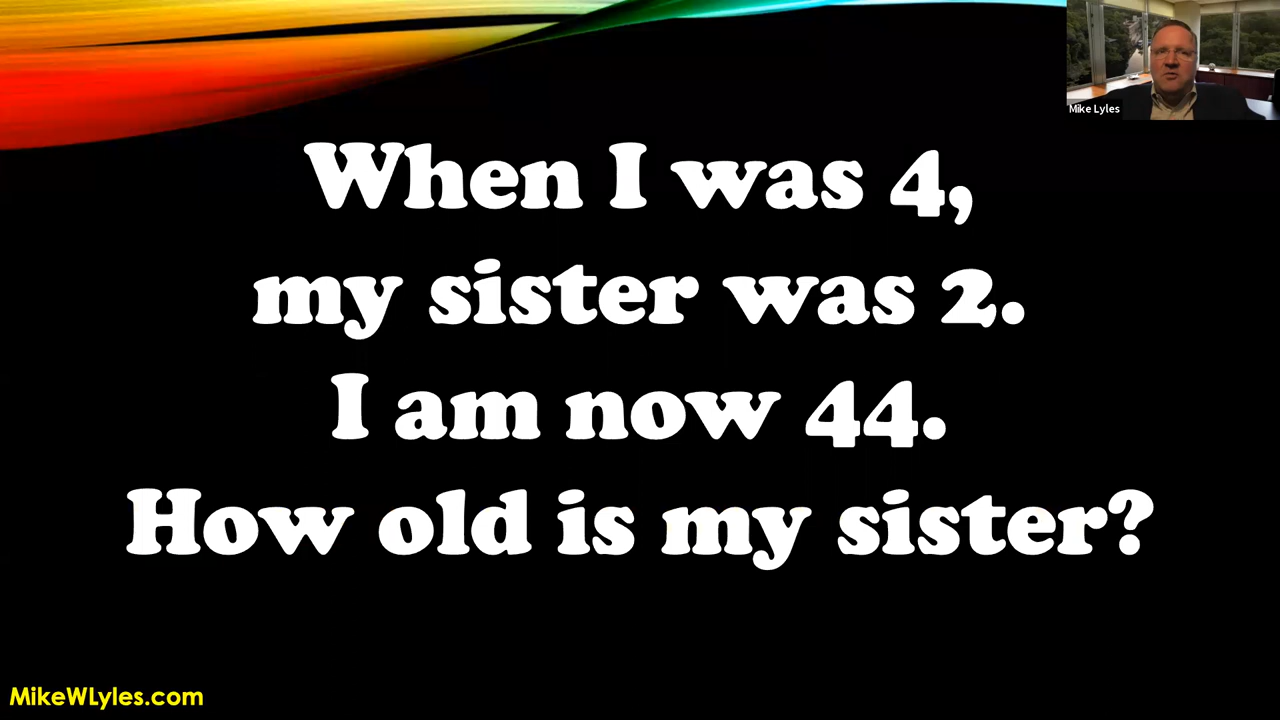 Mike Lyles
When I was 4,
my sister was 2.
I am now 44.
How old is my sister?
MikeWLyles.com